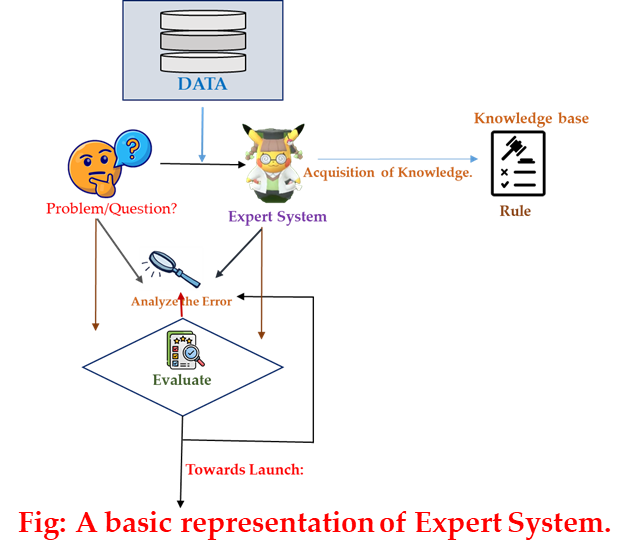 DATA
Knowledge base
Acquisition of Knowledge.
Problem/Question?
Expert System
Rule
Analyze the Error
Evaluate
Towards Launch:
Fig: A basic representation of Expert System.